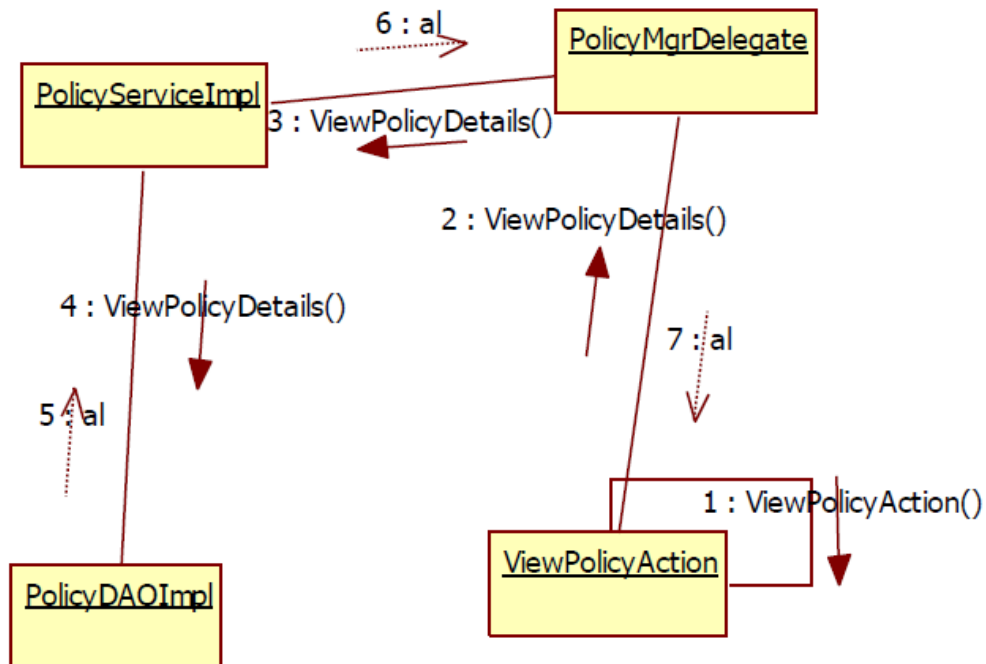 6 : al
PolicyMgrDelegate
PolicyServiceImpl
3 : ViewPolicyDetails()
2 : ViewPolicyDetails()
4 : ViewPolicyDetails()
7 : al
5 : al
1 : ViewPolicyAction()
ViewPolicyAction
PolicyDAOImpl